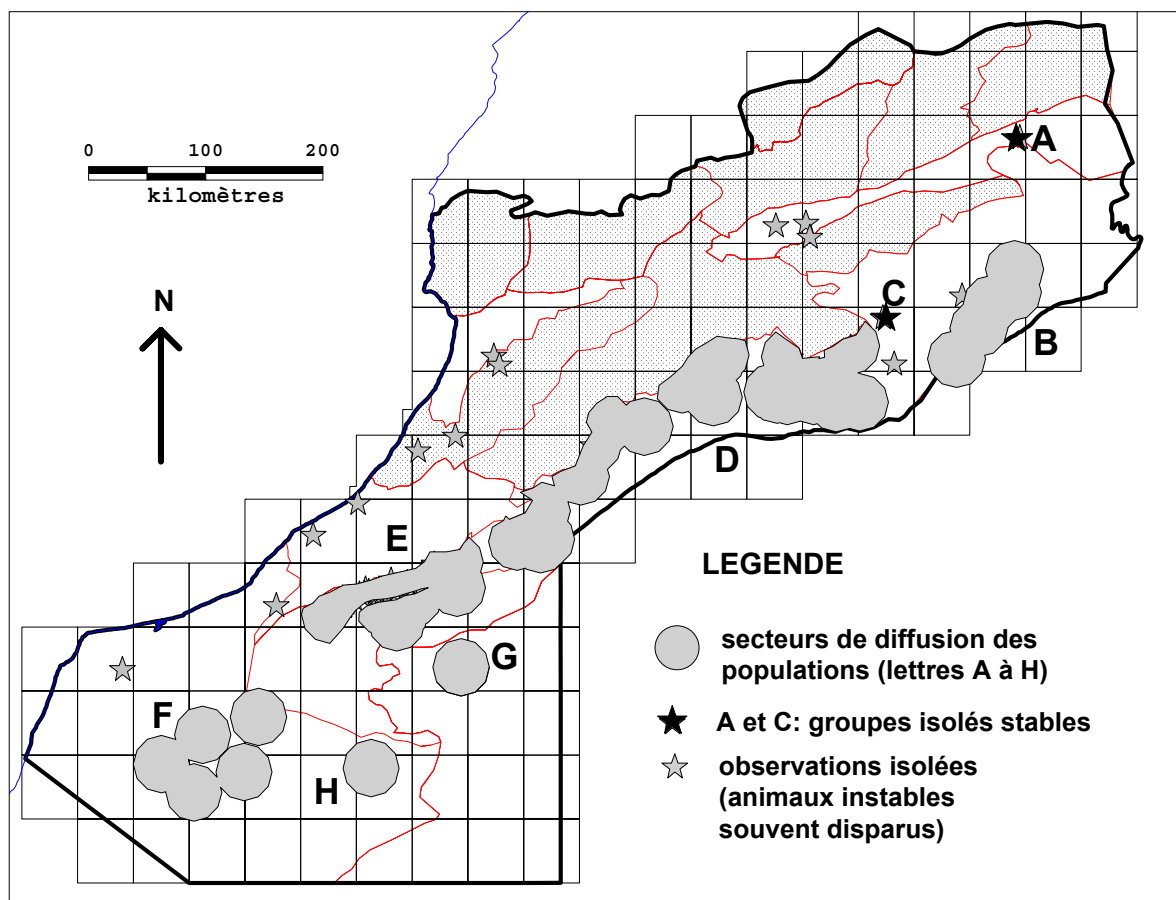 0 100 200
kilomètres
N
A
C
B
D
E
G
F
H
LEGENDE
secteurs de diffusion des
populations (lettres A à H)
A et C: groupes isolés stables
observations isolées
(animaux instables
souvent disparus)